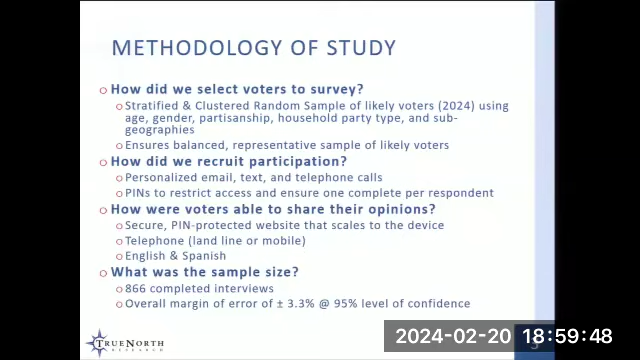 METHODOLOGY OF STUDY
How did we select voters to survey?
Stratified & Clustered Random Sample of likely voters (2024) using
age, gender, partisanship, household party type, and sub-
geographies
Ensures balanced, representative sample of likely voters
How did we recruit participation?
Personalized email, text, and telephone calls
PINs to restrict access and ensure one complete per respondent
How were voters able to share their opinions?
Secure, PIN-protected website that scales to the device
Telephone (land line or mobile)
English & Spanish
What was the sample size?
866 completed interviews
Overall margin of error of ± 3.3% @ 95% level of confidence
TRUENORTH
RESEARCH
2024-02-20 18:59:48